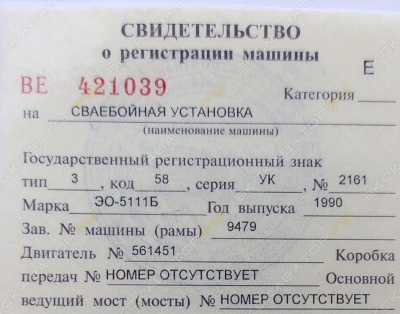 СВИДЕТЕЛЬСТВО
о регистрации машины
Е
ВЕ 421039 Категория
на СВАЕБОЙНАЯ УСТАНОВКА
(наименование машины)
Государственный регистрационный знак
тип 3, код 58, серия УК, № 2161
Марка ЭО-5111Б Год выпуска 1990
Зав. № машины (рамы) 9479
Двигатель № 561451 Коробка
передач № НОМЕР ОТСУТСТВУЕТ Основной
ведущий мост (мосты) № НОМЕР ОТСУТСТВУЕТ